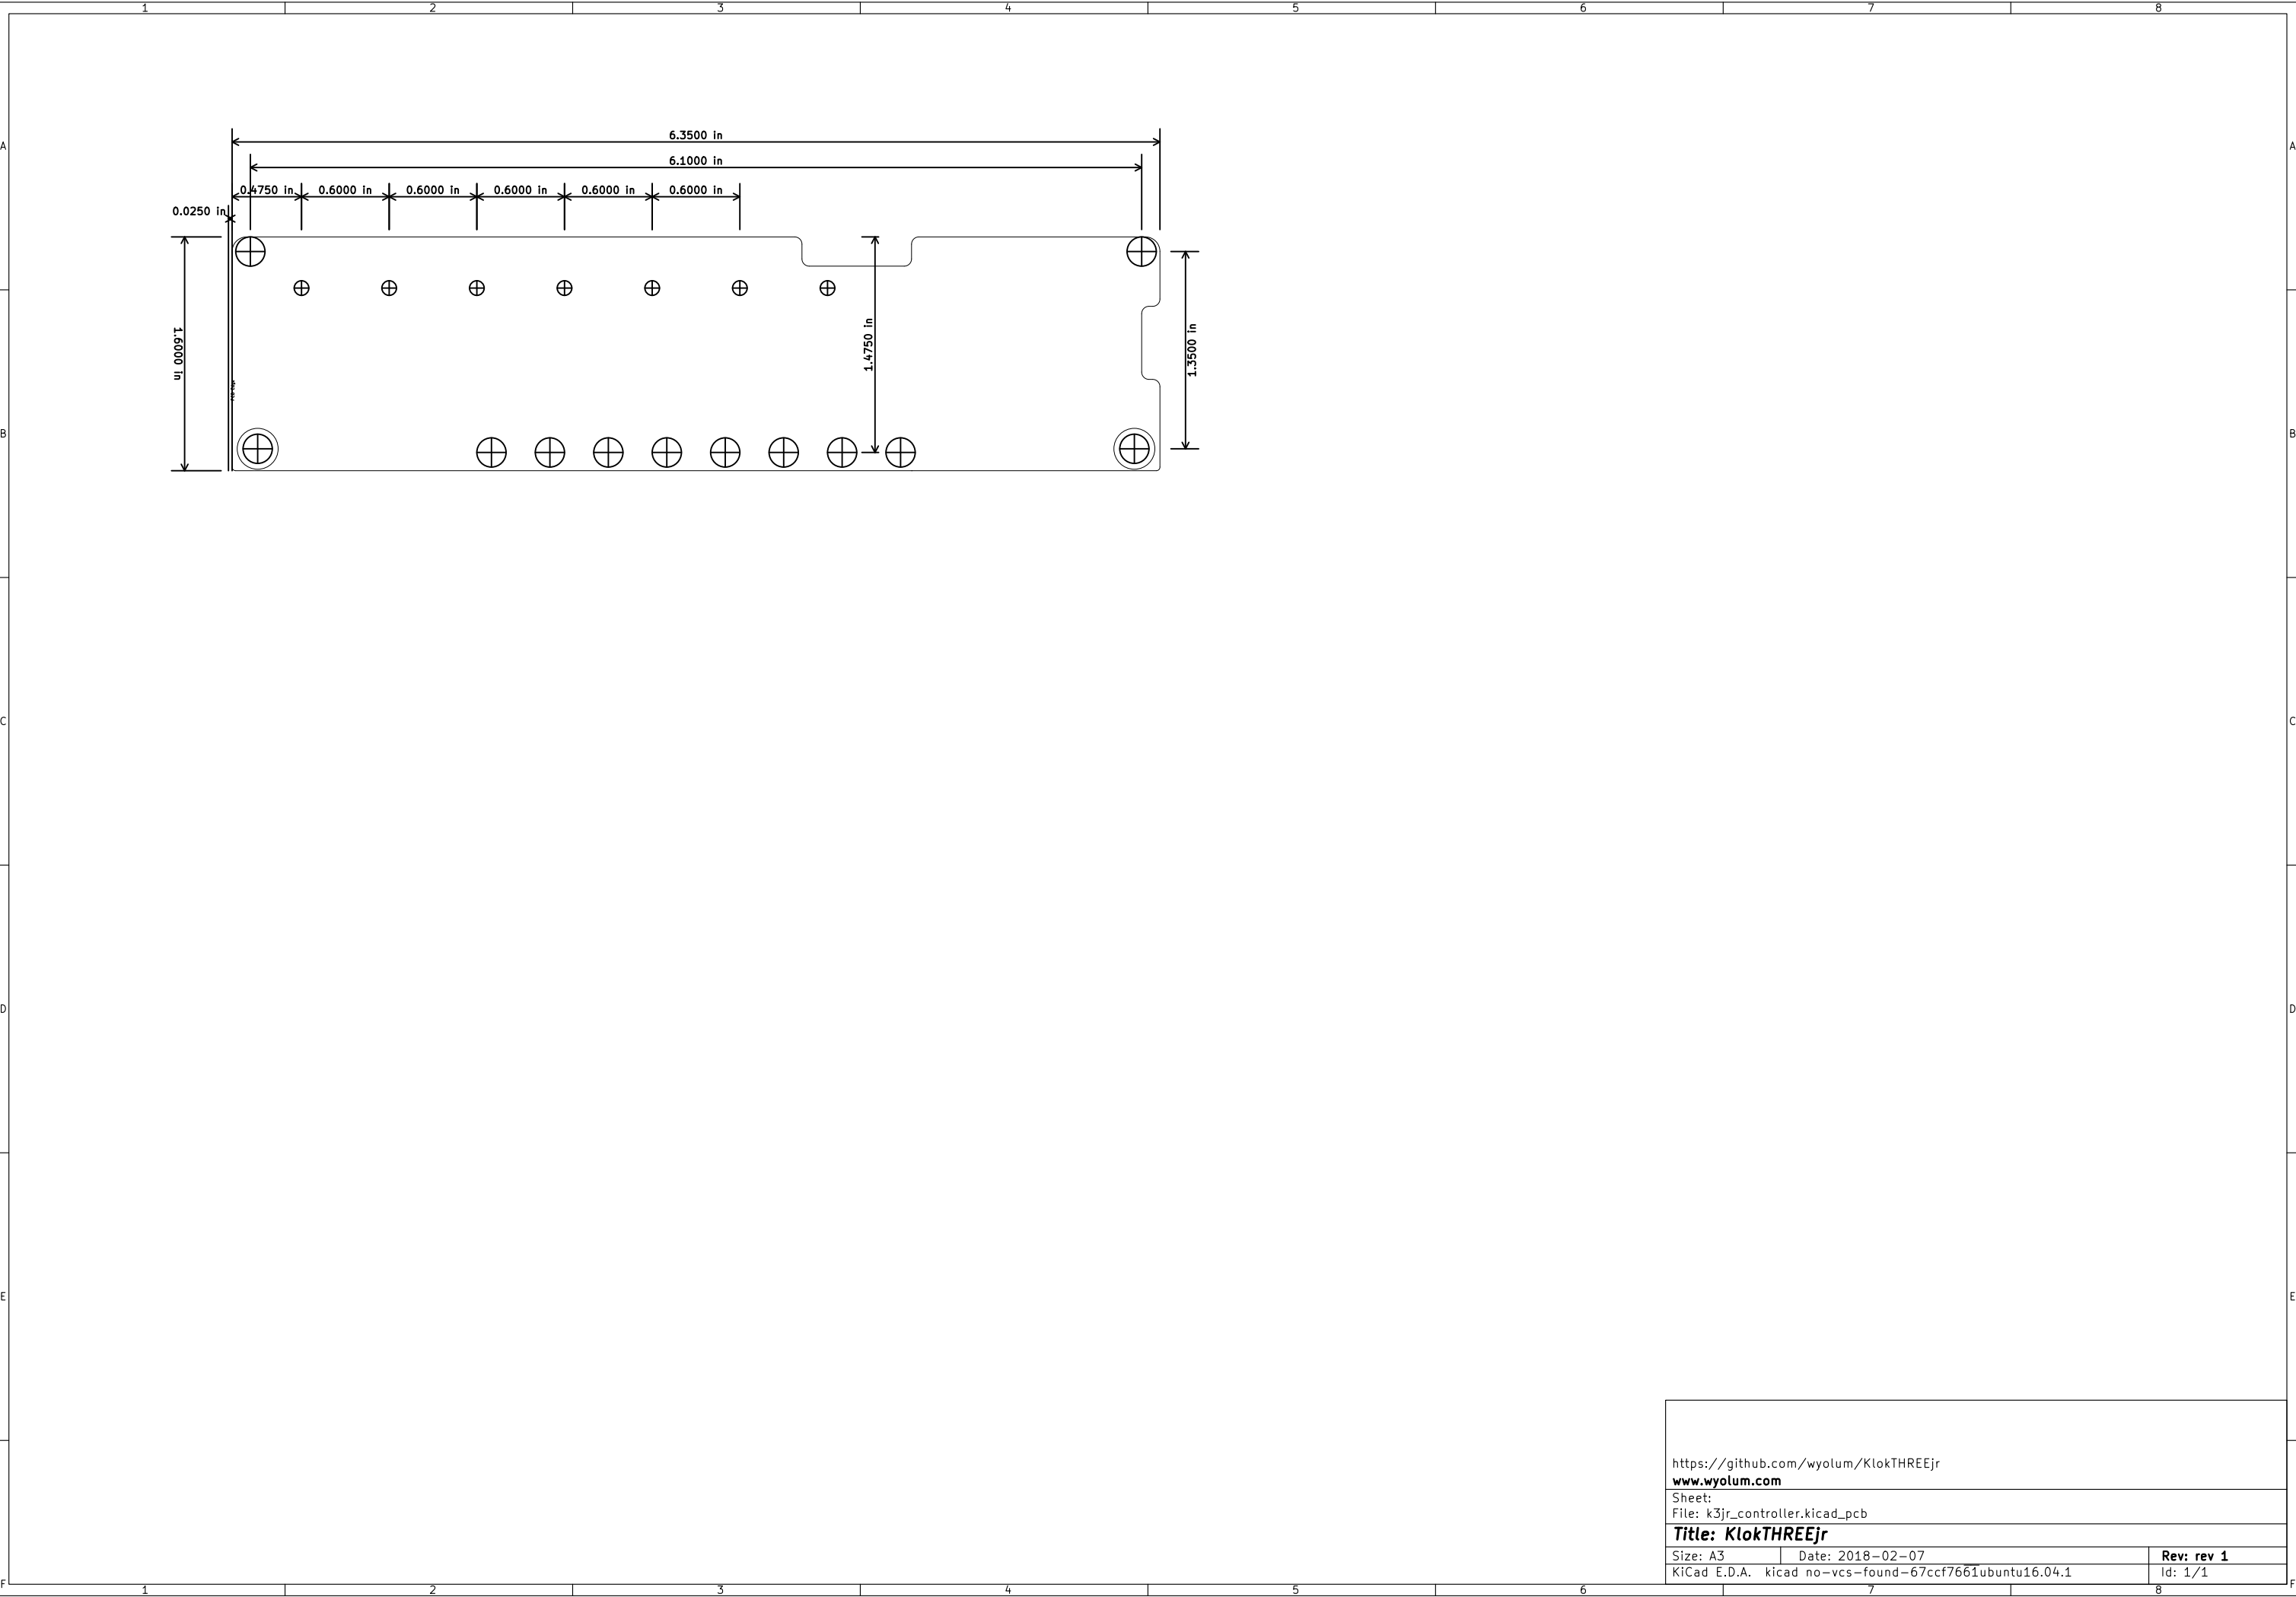 1 2 3 4 5 6 7 8
6.3500 in
A A
6.1000 in
0.4750 in 0.6000 in 0.6000 in 0.6000 in 0.6000 in 0.6000 in
0.0250 in
1.6000 in
1.4750 in
1.3500 in
B B
C C
D D
E E
https://github.com/wyolum/KlokTHREEjr
www.wyolum.com
Sheet:
File: k3jr_controller.kicad_pcb
Title: KlokTHREEjr
Size: A3 Date: 2018-02-07 Rev: rev 1
KiCad E.D.A. kicad no-vcs-found-67ccf7661ubuntu16.04.1 Id: 1/1
F F
1 2 3 4 5 6 7 8